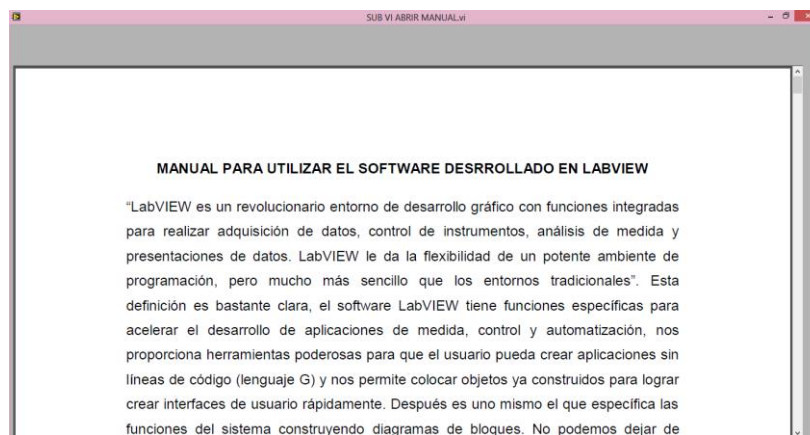 SUB VI ABRIR MANUAL.vi
MANUAL PARA UTILIZAR EL SOFTWARE DESRROLLADO EN LABVIEW
“LabVIEW es un revolucionario entorno de desarrollo gráfico con funciones integradas
para realizar adquisición de datos, control de instrumentos, análisis de medida y
presentaciones de datos. LabVIEW le da la flexibilidad de un potente ambiente de
programación, pero mucho más sencillo que los entornos tradicionales”. Esta
definición es bastante clara, el software LabVIEW tiene funciones específicas para
acelerar el desarrollo de aplicaciones de medida, control y automatización, nos
proporciona herramientas poderosas para que el usuario pueda crear aplicaciones sin
líneas de código (lenguaje G) y nos permite colocar objetos ya construidos para lograr
crear interfaces de usuario rápidamente. Después es uno mismo el que específica las
funciones del sistema construyendo diagramas de bloques. No podemos dejar de